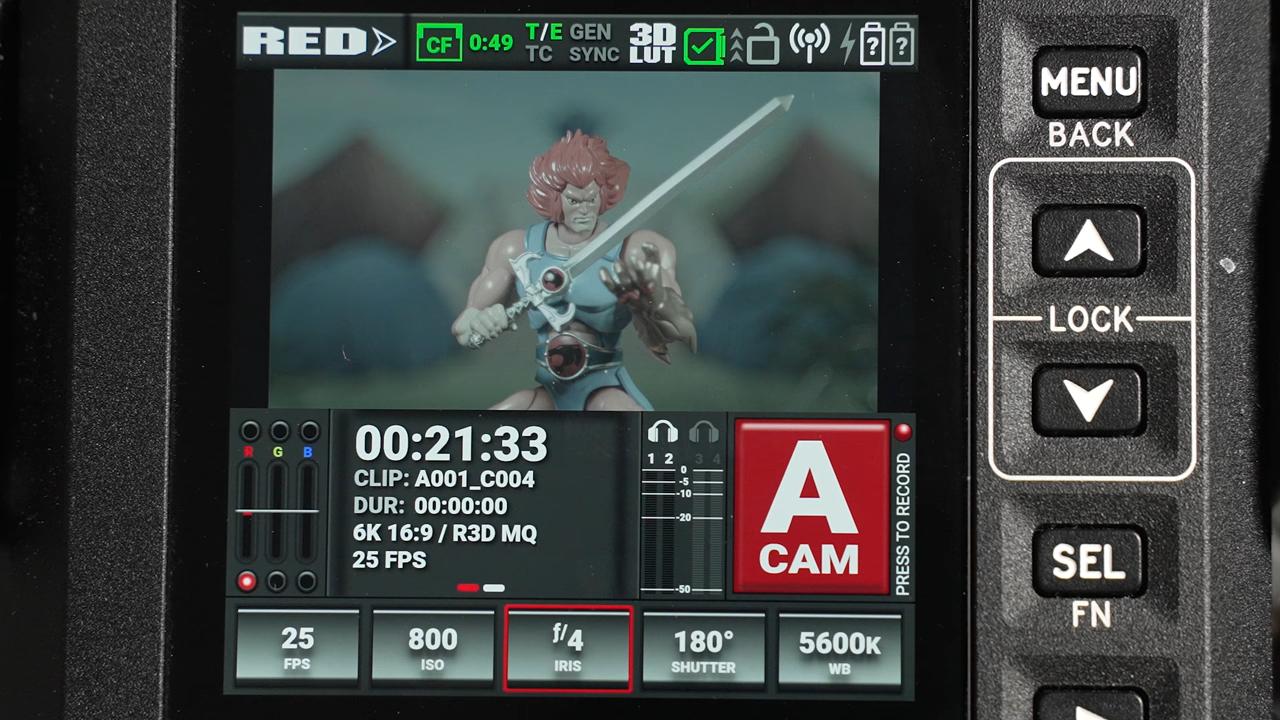 RED
CF 0:49
T/E
TC
GEN
SYNC
3D
LUT
? ?
MENU
BACK
LOCK
SEL
FN
R G B
00:21:33
CLIP: A001_C004
DUR: 00:00:00
6K 16:9 / R3D MQ
25 FPS
1 2 3 4
0
-5
-10
-20
-50
A
CAM
PRESS TO RECORD
25
FPS
800
ISO
f/4
IRIS
180°
SHUTTER
5600K
WB